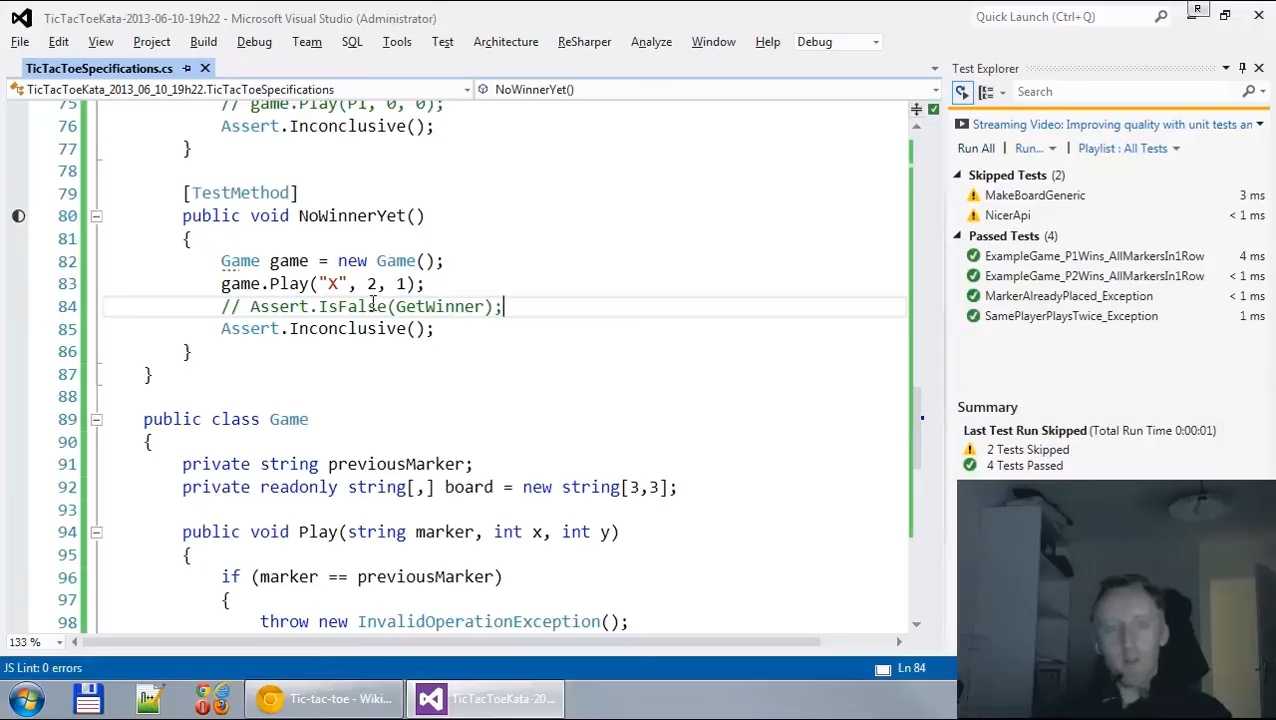 TicTacToeKata-2013-06-10-19h22 - Microsoft Visual Studio (Administrator)
Quick Launch (Ctrl+Q)
R
File Edit View Project Build Debug Team SQL Tools Test Architecture ReSharper Analyze Window Help Debug
TicTacToeSpecifications.cs
TicTacToeKata_2013_06_10_19h22.TicTacToeSpecifications
NoWinnerYet()
75 // game.Play(P1, 0, 0);
76 Assert.Inconclusive();
77 }
78
79 [TestMethod]
80 public void NoWinnerYet()
81 {
82 Game game = new Game();
83 game.Play("X", 2, 1);
84 // Assert.IsFalse(GetWinner);
85 Assert.Inconclusive();
86 }
87 }
88
89 public class Game
90 {
91 private string previousMarker;
92 private readonly string[,] board = new string[3,3];
93
94 public void Play(string marker, int x, int y)
95 {
96 if (marker == previousMarker)
97 {
98 throw new InvalidOperationException();
133 %
JS Lint: 0 errors
Ln 84
Test Explorer
Search
Streaming Video: Improving quality with unit tests an
Run All Run... Playlist : All Tests
Skipped Tests (2)
MakeBoardGeneric 3 ms
NicerApi < 1 ms
Passed Tests (4)
ExampleGame_P1Wins_AllMarkersIn1Row 4 ms
ExampleGame_P2Wins_AllMarkersIn1Row < 1 ms
MarkerAlreadyPlaced_Exception < 1 ms
SamePlayerPlaysTwice_Exception 1 ms
Summary
Last Test Run Skipped (Total Run Time 0:00:01)
2 Tests Skipped
4 Tests Passed
Tic-tac-toe - Wiki...
TicTacToeKata-20...